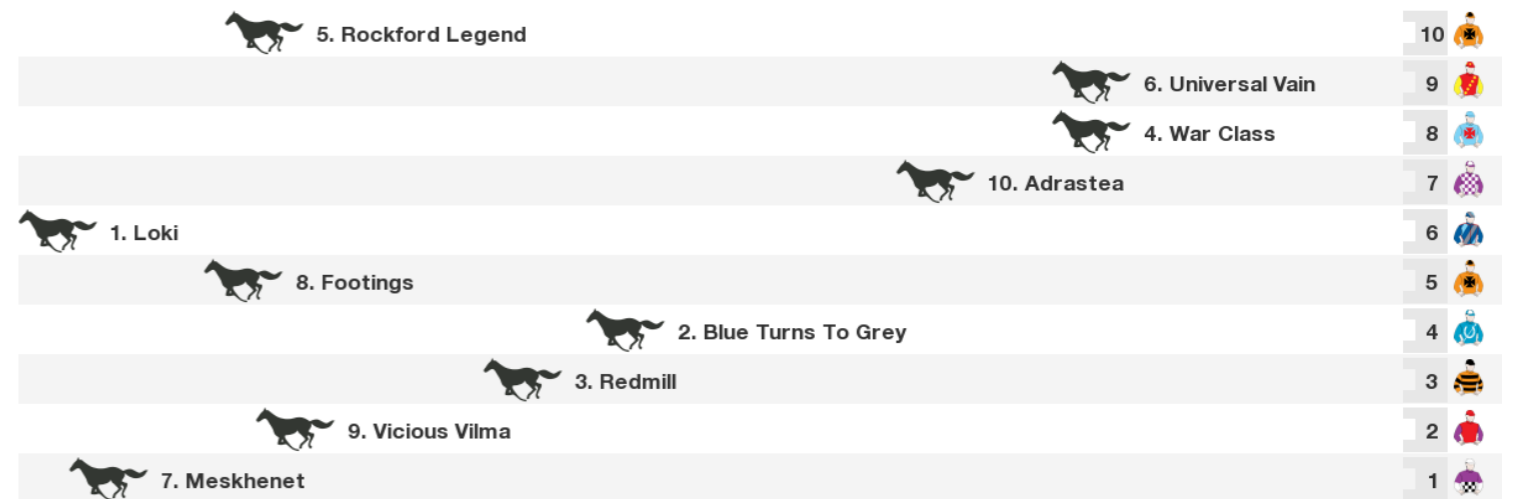 5. Rockford Legend 10
6. Universal Vain 9
4. War Class 8
10. Adrastea 7
1. Loki 6
8. Footings 5
2. Blue Turns To Grey 4
3. Redmill 3
9. Vicious Vilma 2
7. Meskhenet 1